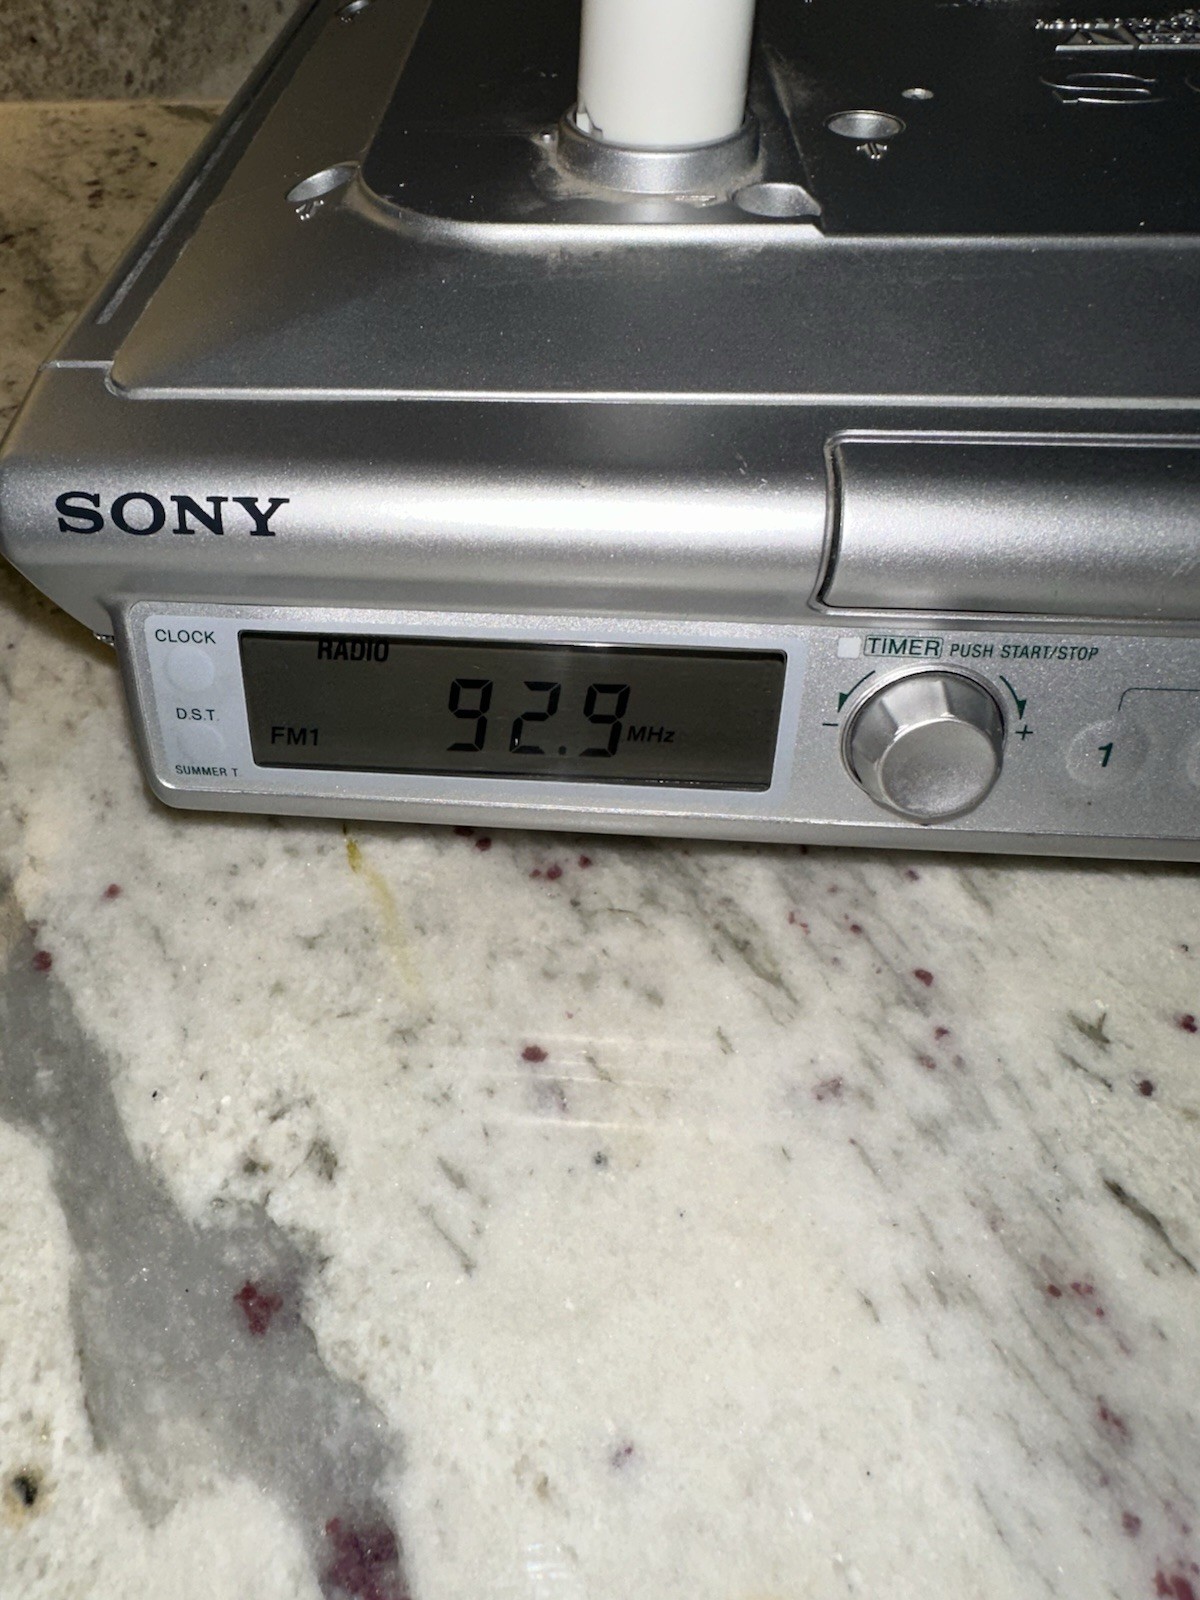 SONY
CLOCK
D.S.T.
SUMMER T.
RADIO
FM1 92.9 MHz
TIMER PUSH START/STOP
− +
1